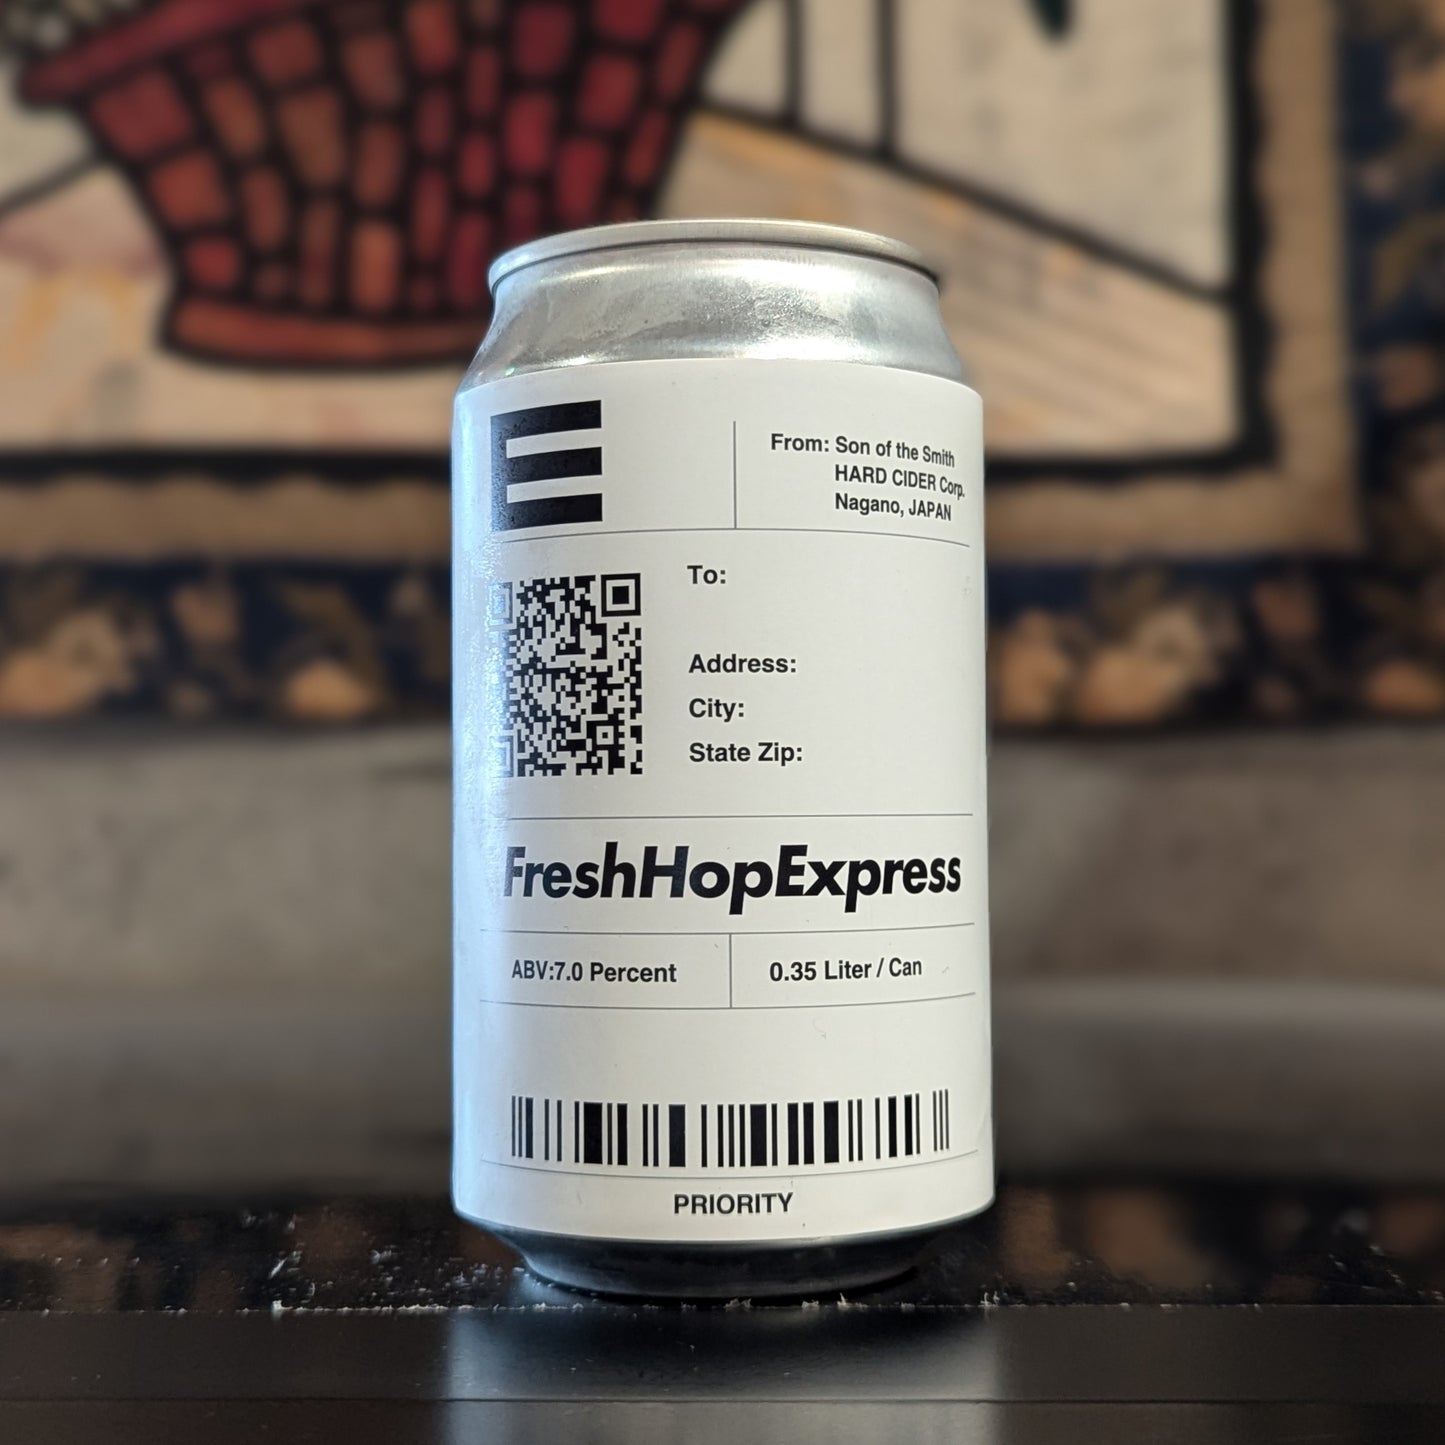 E
From: Son of the Smith
HARD CIDER Corp.
Nagano, JAPAN
To:
Address:
City:
State Zip:
FreshHopExpress
ABV:7.0 Percent
0.35 Liter / Can
PRIORITY